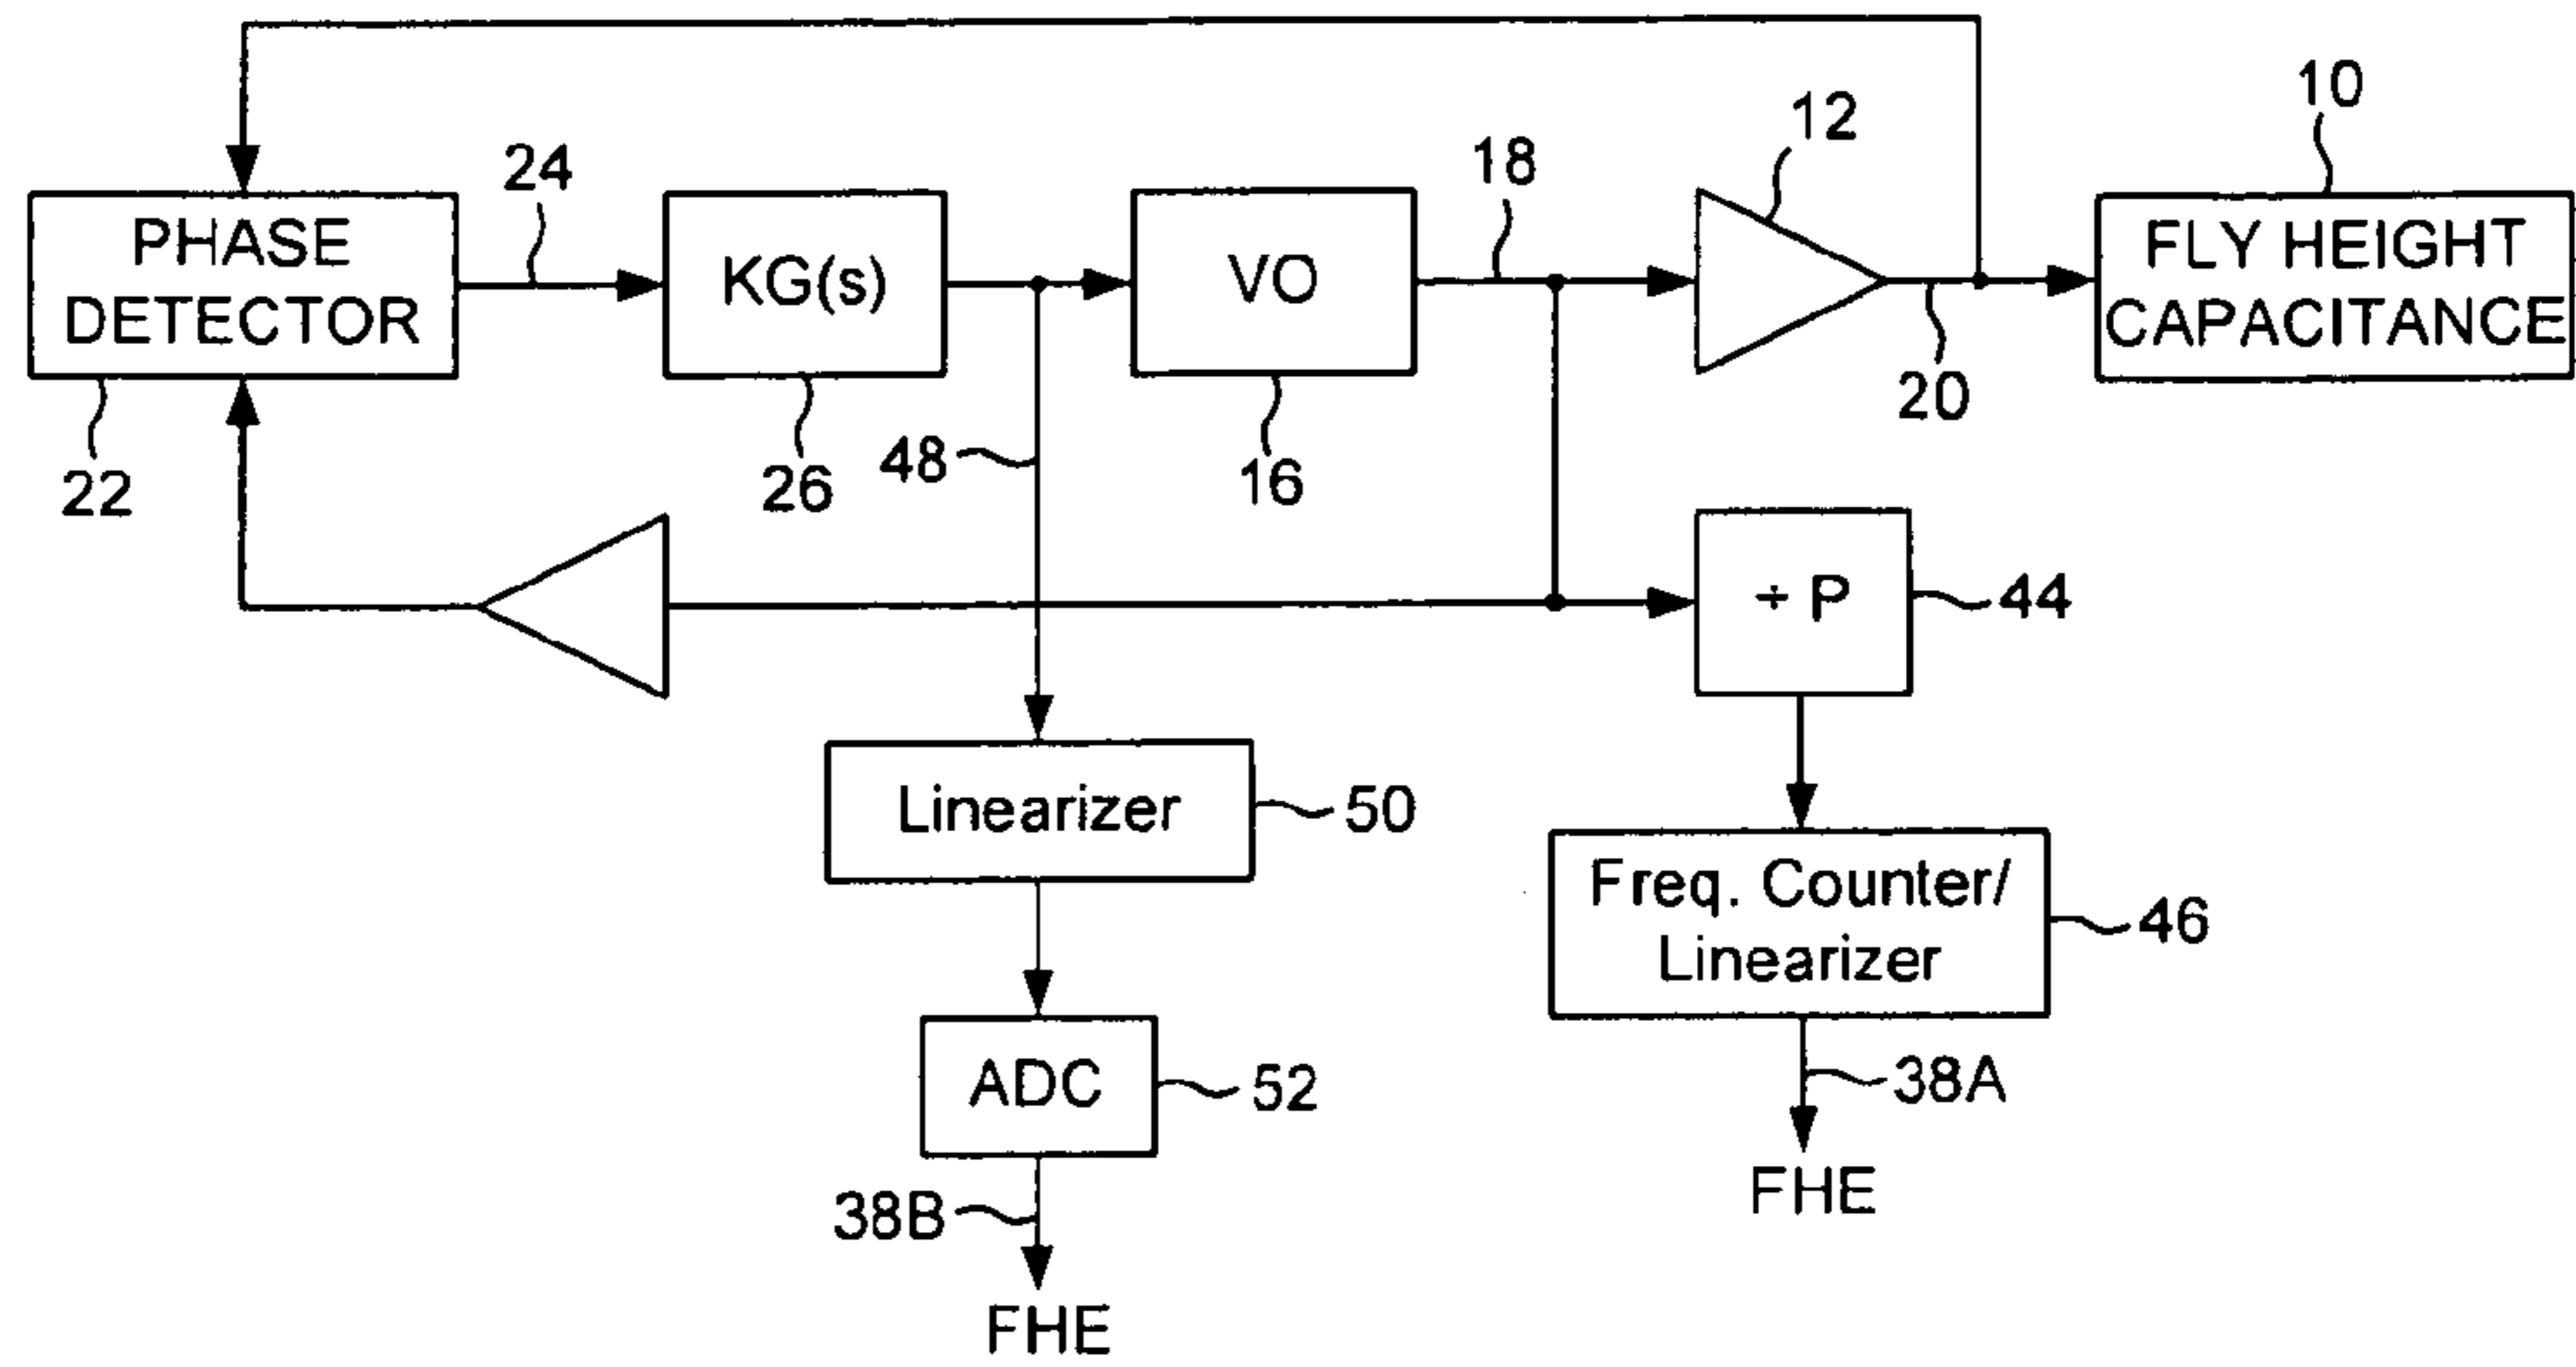 10
12
24
18
PHASE
DETECTOR
KG(s)
VO
FLY HEIGHT
CAPACITANCE
20
22
26
48
16
÷ P
44
Linearizer
50
Freq. Counter/
Linearizer
46
ADC
52
38A
FHE
38B
FHE